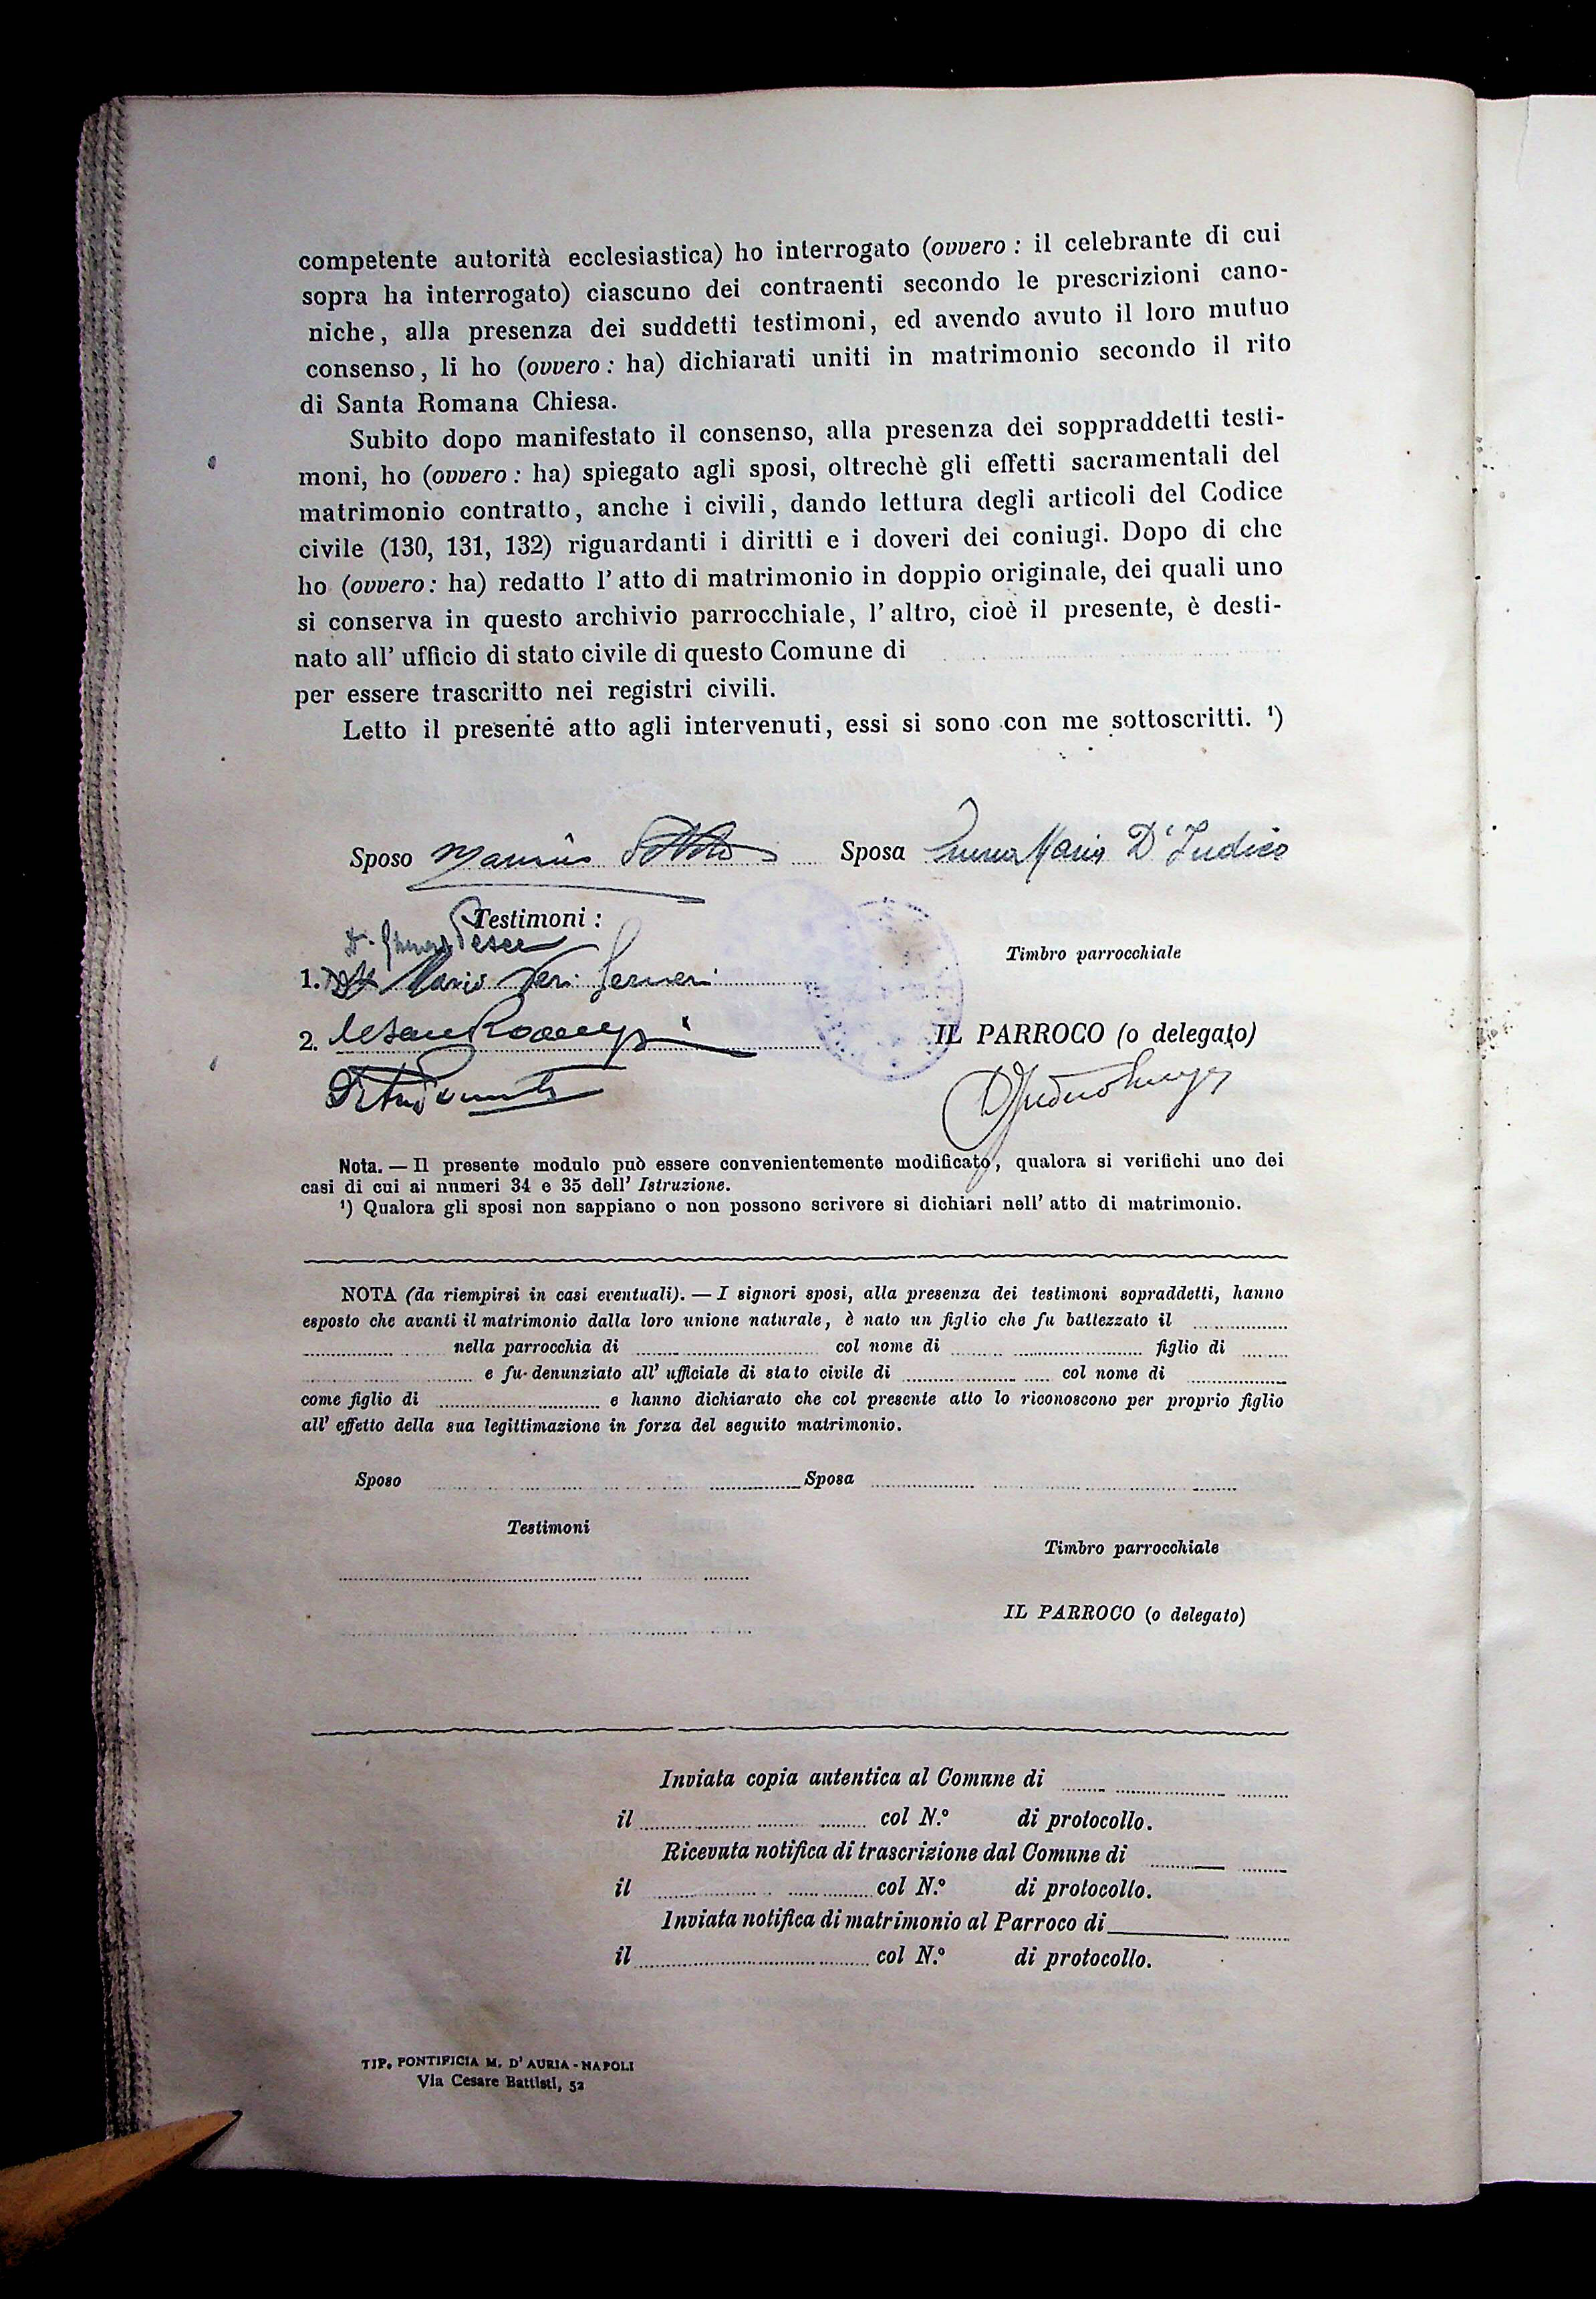 competente autorità ecclesiastica) ho interrogato (ovvero : il celebrante di cui
sopra ha interrogato) ciascuno dei contraenti secondo le prescrizioni cano-
niche, alla presenza dei suddetti testimoni, ed avendo avuto il loro mutuo
consenso, li ho (ovvero : ha) dichiarati uniti in matrimonio secondo il rito
di Santa Romana Chiesa.
Subito dopo manifestato il consenso, alla presenza dei soppraddetti testi-
moni, ho (ovvero : ha) spiegato agli sposi, oltrechè gli effetti sacramentali del
matrimonio contratto, anche i civili, dando lettura degli articoli del Codice
civile (130, 131, 132) riguardanti i diritti e i doveri dei coniugi. Dopo di che
ho (ovvero : ha) redatto l' atto di matrimonio in doppio originale, dei quali uno
si conserva in questo archivio parrocchiale, l' altro, cioè il presente, è desti-
nato all' ufficio di stato civile di questo Comune di
per essere trascritto nei registri civili.
Letto il presente atto agli intervenuti, essi si sono con me sottoscritti. ¹)
Sposo Sposa Maria D'Iudice
Testimoni :
Pesce
Timbro parrocchiale
1. Mario Neri
2.
IL PARROCO (o delegato)
Nota. — Il presente modulo può essere convenientemente modificato, qualora si verifichi uno dei
casi di cui ai numeri 34 e 35 dell' Istruzione.
¹) Qualora gli sposi non sappiano o non possono scrivere si dichiari nell' atto di matrimonio.
NOTA (da riempirsi in casi eventuali). — I signori sposi, alla presenza dei testimoni sopraddetti, hanno
esposto che avanti il matrimonio dalla loro unione naturale, è nato un figlio che fu battezzato il
nella parrocchia di col nome di figlio di
e fu denunziato all' ufficiale di stato civile di col nome di
come figlio di e hanno dichiarato che col presente atto lo riconoscono per proprio figlio
all' effetto della sua legittimazione in forza del seguito matrimonio.
Sposo Sposa
Testimoni
Timbro parrocchiale
IL PARROCO (o delegato)
Inviata copia autentica al Comune di
il col N.º di protocollo.
Ricevuta notifica di trascrizione dal Comune di
il col N.º di protocollo.
Inviata notifica di matrimonio al Parroco di
il col N.º di protocollo.
TIP. PONTIFICIA M. D' AURIA - NAPOLI
Via Cesare Battisti, 52